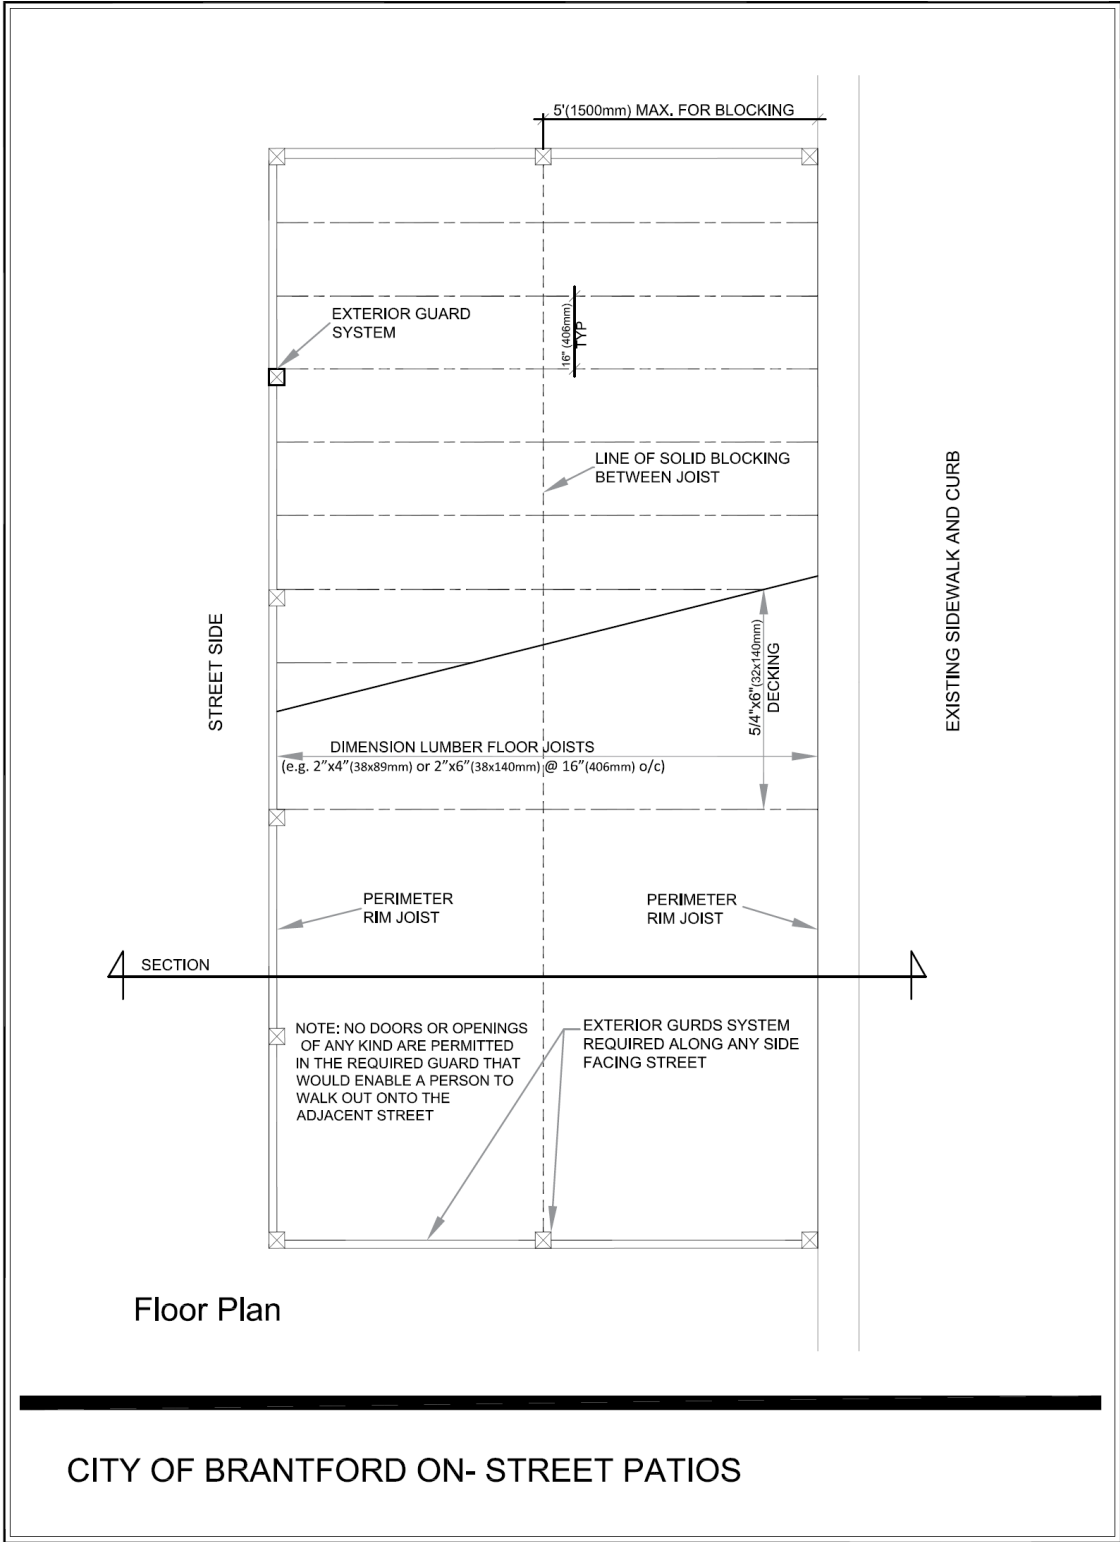 5'(1500mm) MAX. FOR BLOCKING
EXTERIOR GUARD
SYSTEM
16" (406mm)
TYP
LINE OF SOLID BLOCKING
BETWEEN JOIST
STREET SIDE
EXISTING SIDEWALK AND CURB
5/4"x6"(32x140mm)
DECKING
DIMENSION LUMBER FLOOR JOISTS
(e.g. 2"x4"(38x89mm) or 2"x6"(38x140mm) @ 16"(406mm) o/c)
PERIMETER
RIM JOIST
PERIMETER
RIM JOIST
SECTION
NOTE: NO DOORS OR OPENINGS
OF ANY KIND ARE PERMITTED
IN THE REQUIRED GUARD THAT
WOULD ENABLE A PERSON TO
WALK OUT ONTO THE
ADJACENT STREET
EXTERIOR GURDS SYSTEM
REQUIRED ALONG ANY SIDE
FACING STREET
Floor Plan
CITY OF BRANTFORD ON- STREET PATIOS